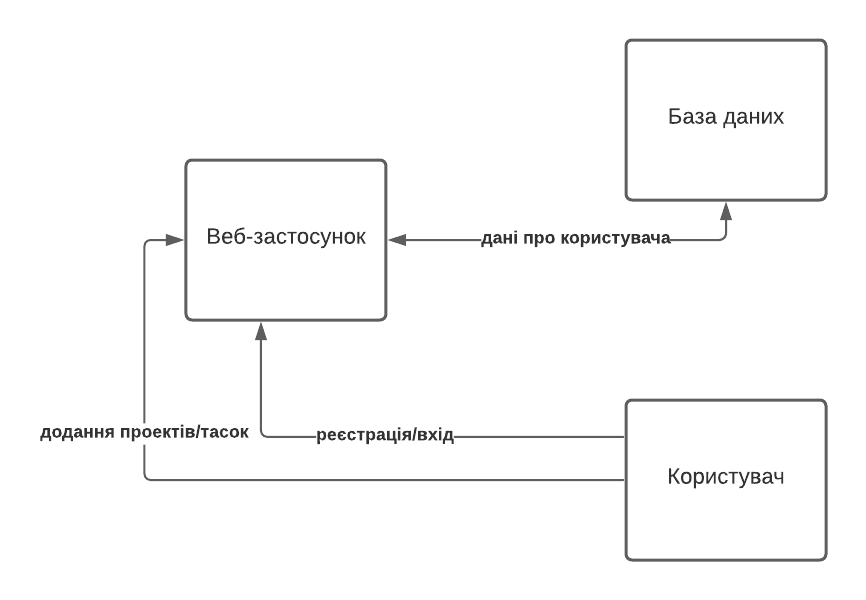 База даних
Веб-застосунок
дані про користувача
додання проектів/тасок
реєстрація/вхід
Користувач